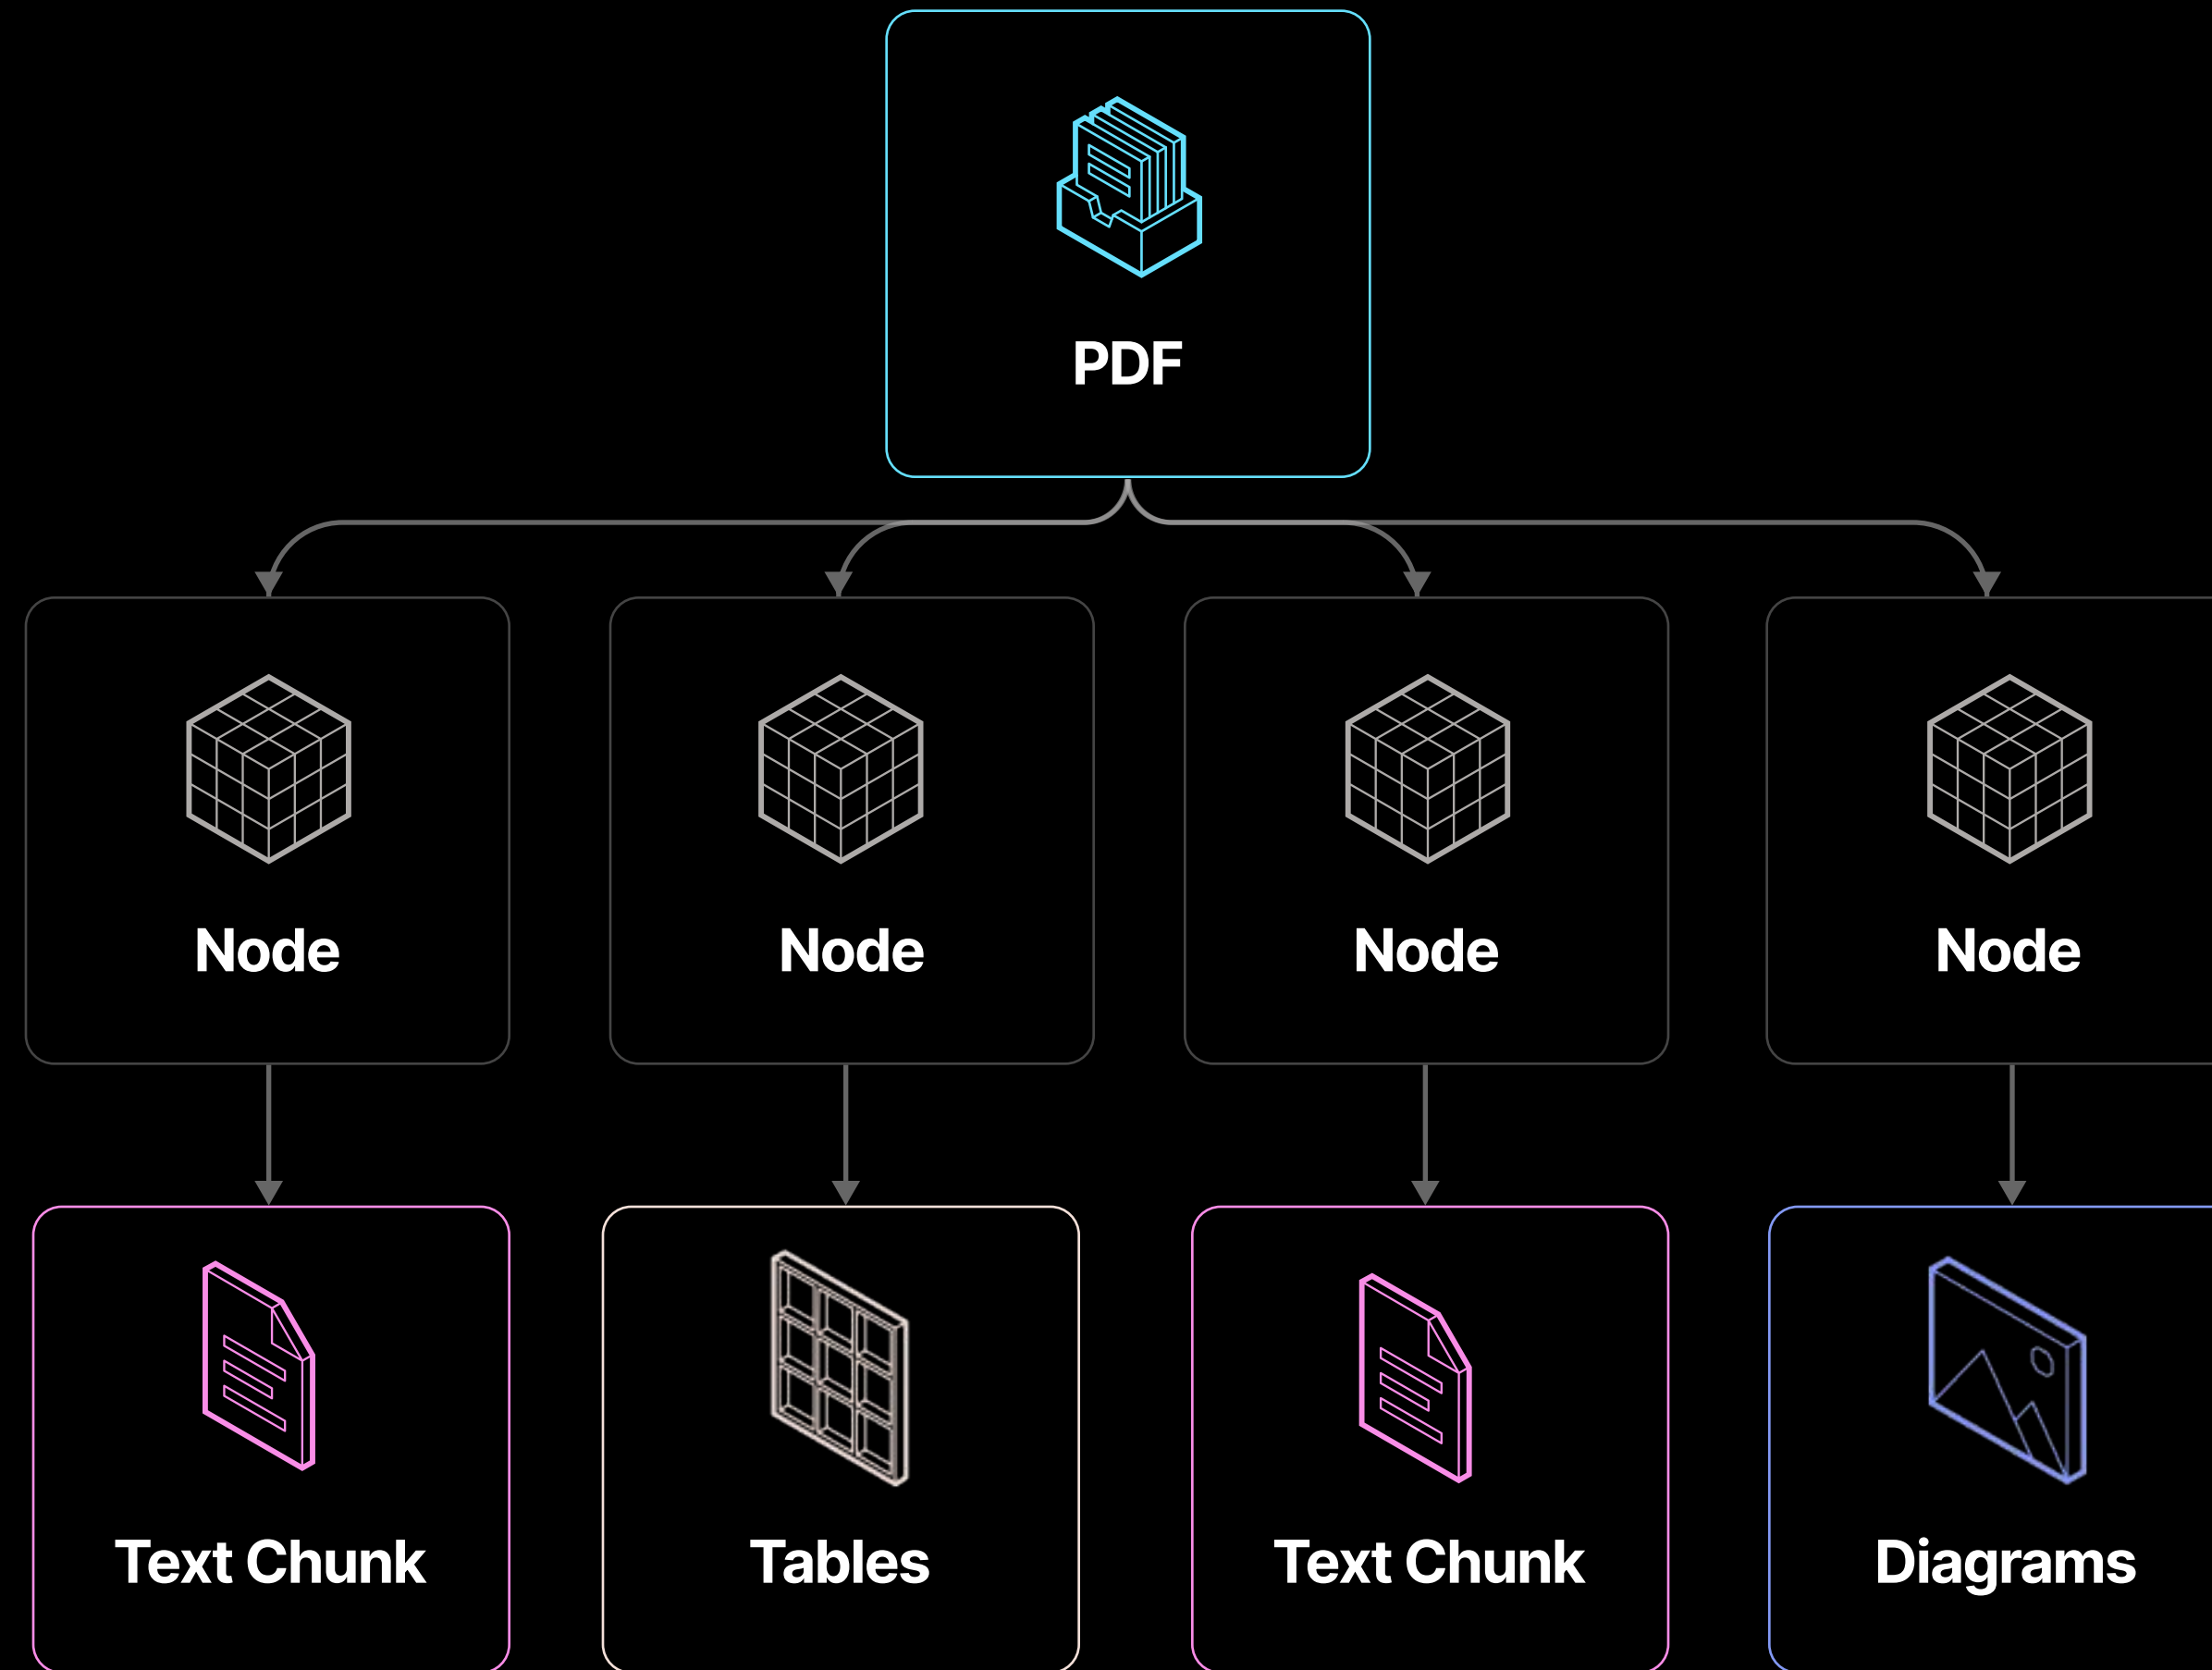 PDF
Node
Node
Node
Node
Text Chunk
Tables
Text Chunk
Diagrams